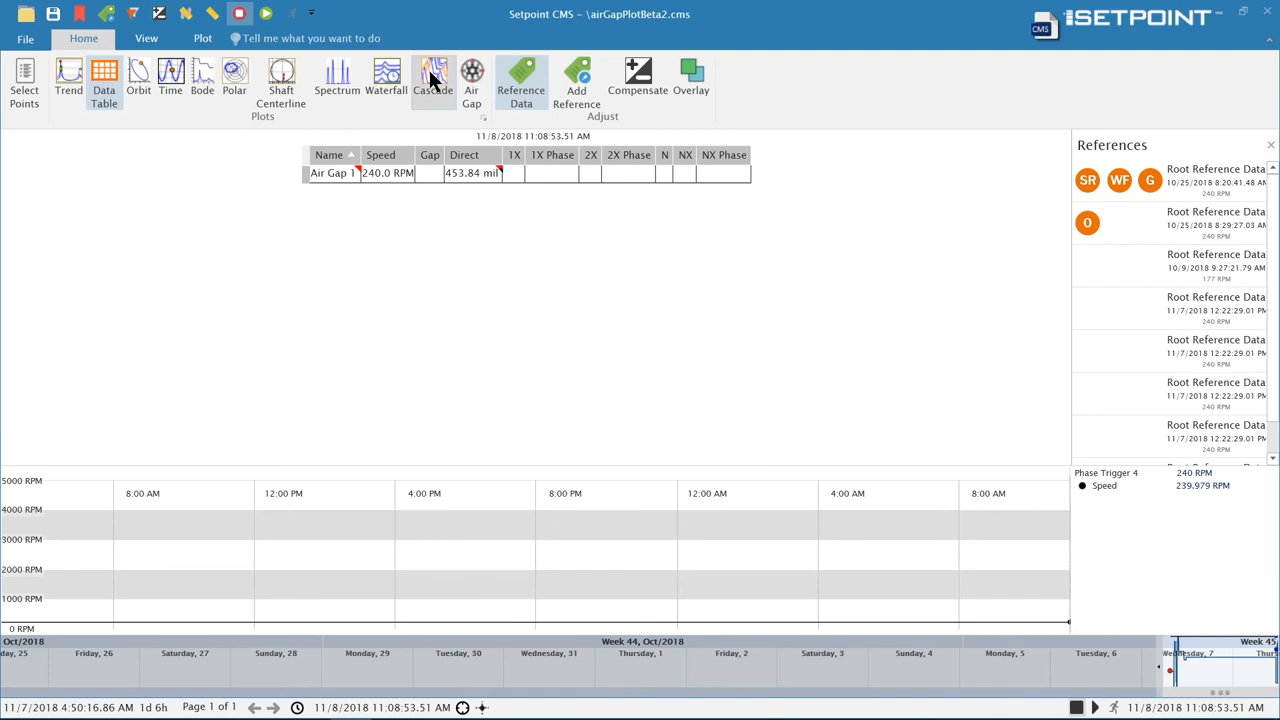 Setpoint CMS - \airGapPlotBeta2.cms
CMS SETPOINT
File Home View Plot Tell me what you want to do
Select Points
Trend
Data Table
Orbit
Time
Bode
Polar
Shaft Centerline
Spectrum
Waterfall
Cascade
Air Gap
Reference Data
Add Reference
Compensate
Overlay
Plots
Adjust
11/8/2018 11:08:53.51 AM
Name Speed Gap Direct 1X 1X Phase 2X 2X Phase N NX NX Phase
Air Gap 1 240.0 RPM 453.84 mil
References
SR WF G Root Reference Data
10/25/2018 8:20:41.48 AM
240 RPM
O Root Reference Data
10/25/2018 8:29:27.03 AM
240 RPM
Root Reference Data
10/9/2018 9:27:21.79 AM
177 RPM
Root Reference Data
11/7/2018 12:22:29.01 PM
240 RPM
Root Reference Data
11/7/2018 12:22:29.01 PM
240 RPM
Root Reference Data
11/7/2018 12:22:29.01 PM
240 RPM
Root Reference Data
11/7/2018 12:22:29.01 PM
240 RPM
Phase Trigger 4 240 RPM
Speed 239.979 RPM
5000 RPM
8:00 AM 12:00 PM 4:00 PM 8:00 PM 12:00 AM 4:00 AM 8:00 AM
4000 RPM
3000 RPM
2000 RPM
1000 RPM
0 RPM
Oct/2018 Week 44, Oct/2018 Week 45
day, 25 Friday, 26 Saturday, 27 Sunday, 28 Monday, 29 Tuesday, 30 Wednesday, 31 Thursday, 1 Friday, 2 Saturday, 3 Sunday, 4 Monday, 5 Tuesday, 6 Thurs
11/7/2018 4:50:16.86 AM 1d 6h Page 1 of 1 11/8/2018 11:08:53.51 AM 11/8/2018 11:08:53.51 AM